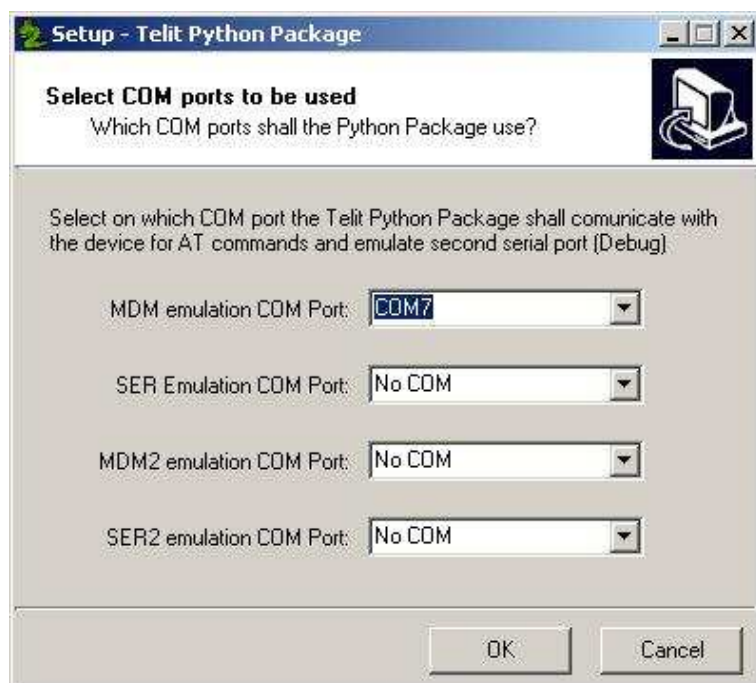 Setup - Telit Python Package
Select COM ports to be used
Which COM ports shall the Python Package use?
Select on which COM port the Telit Python Package shall comunicate with
the device for AT commands and emulate second serial port (Debug)
MDM emulation COM Port: COM7
SER Emulation COM Port: No COM
MDM2 emulation COM Port: No COM
SER2 emulation COM Port: No COM
OK Cancel